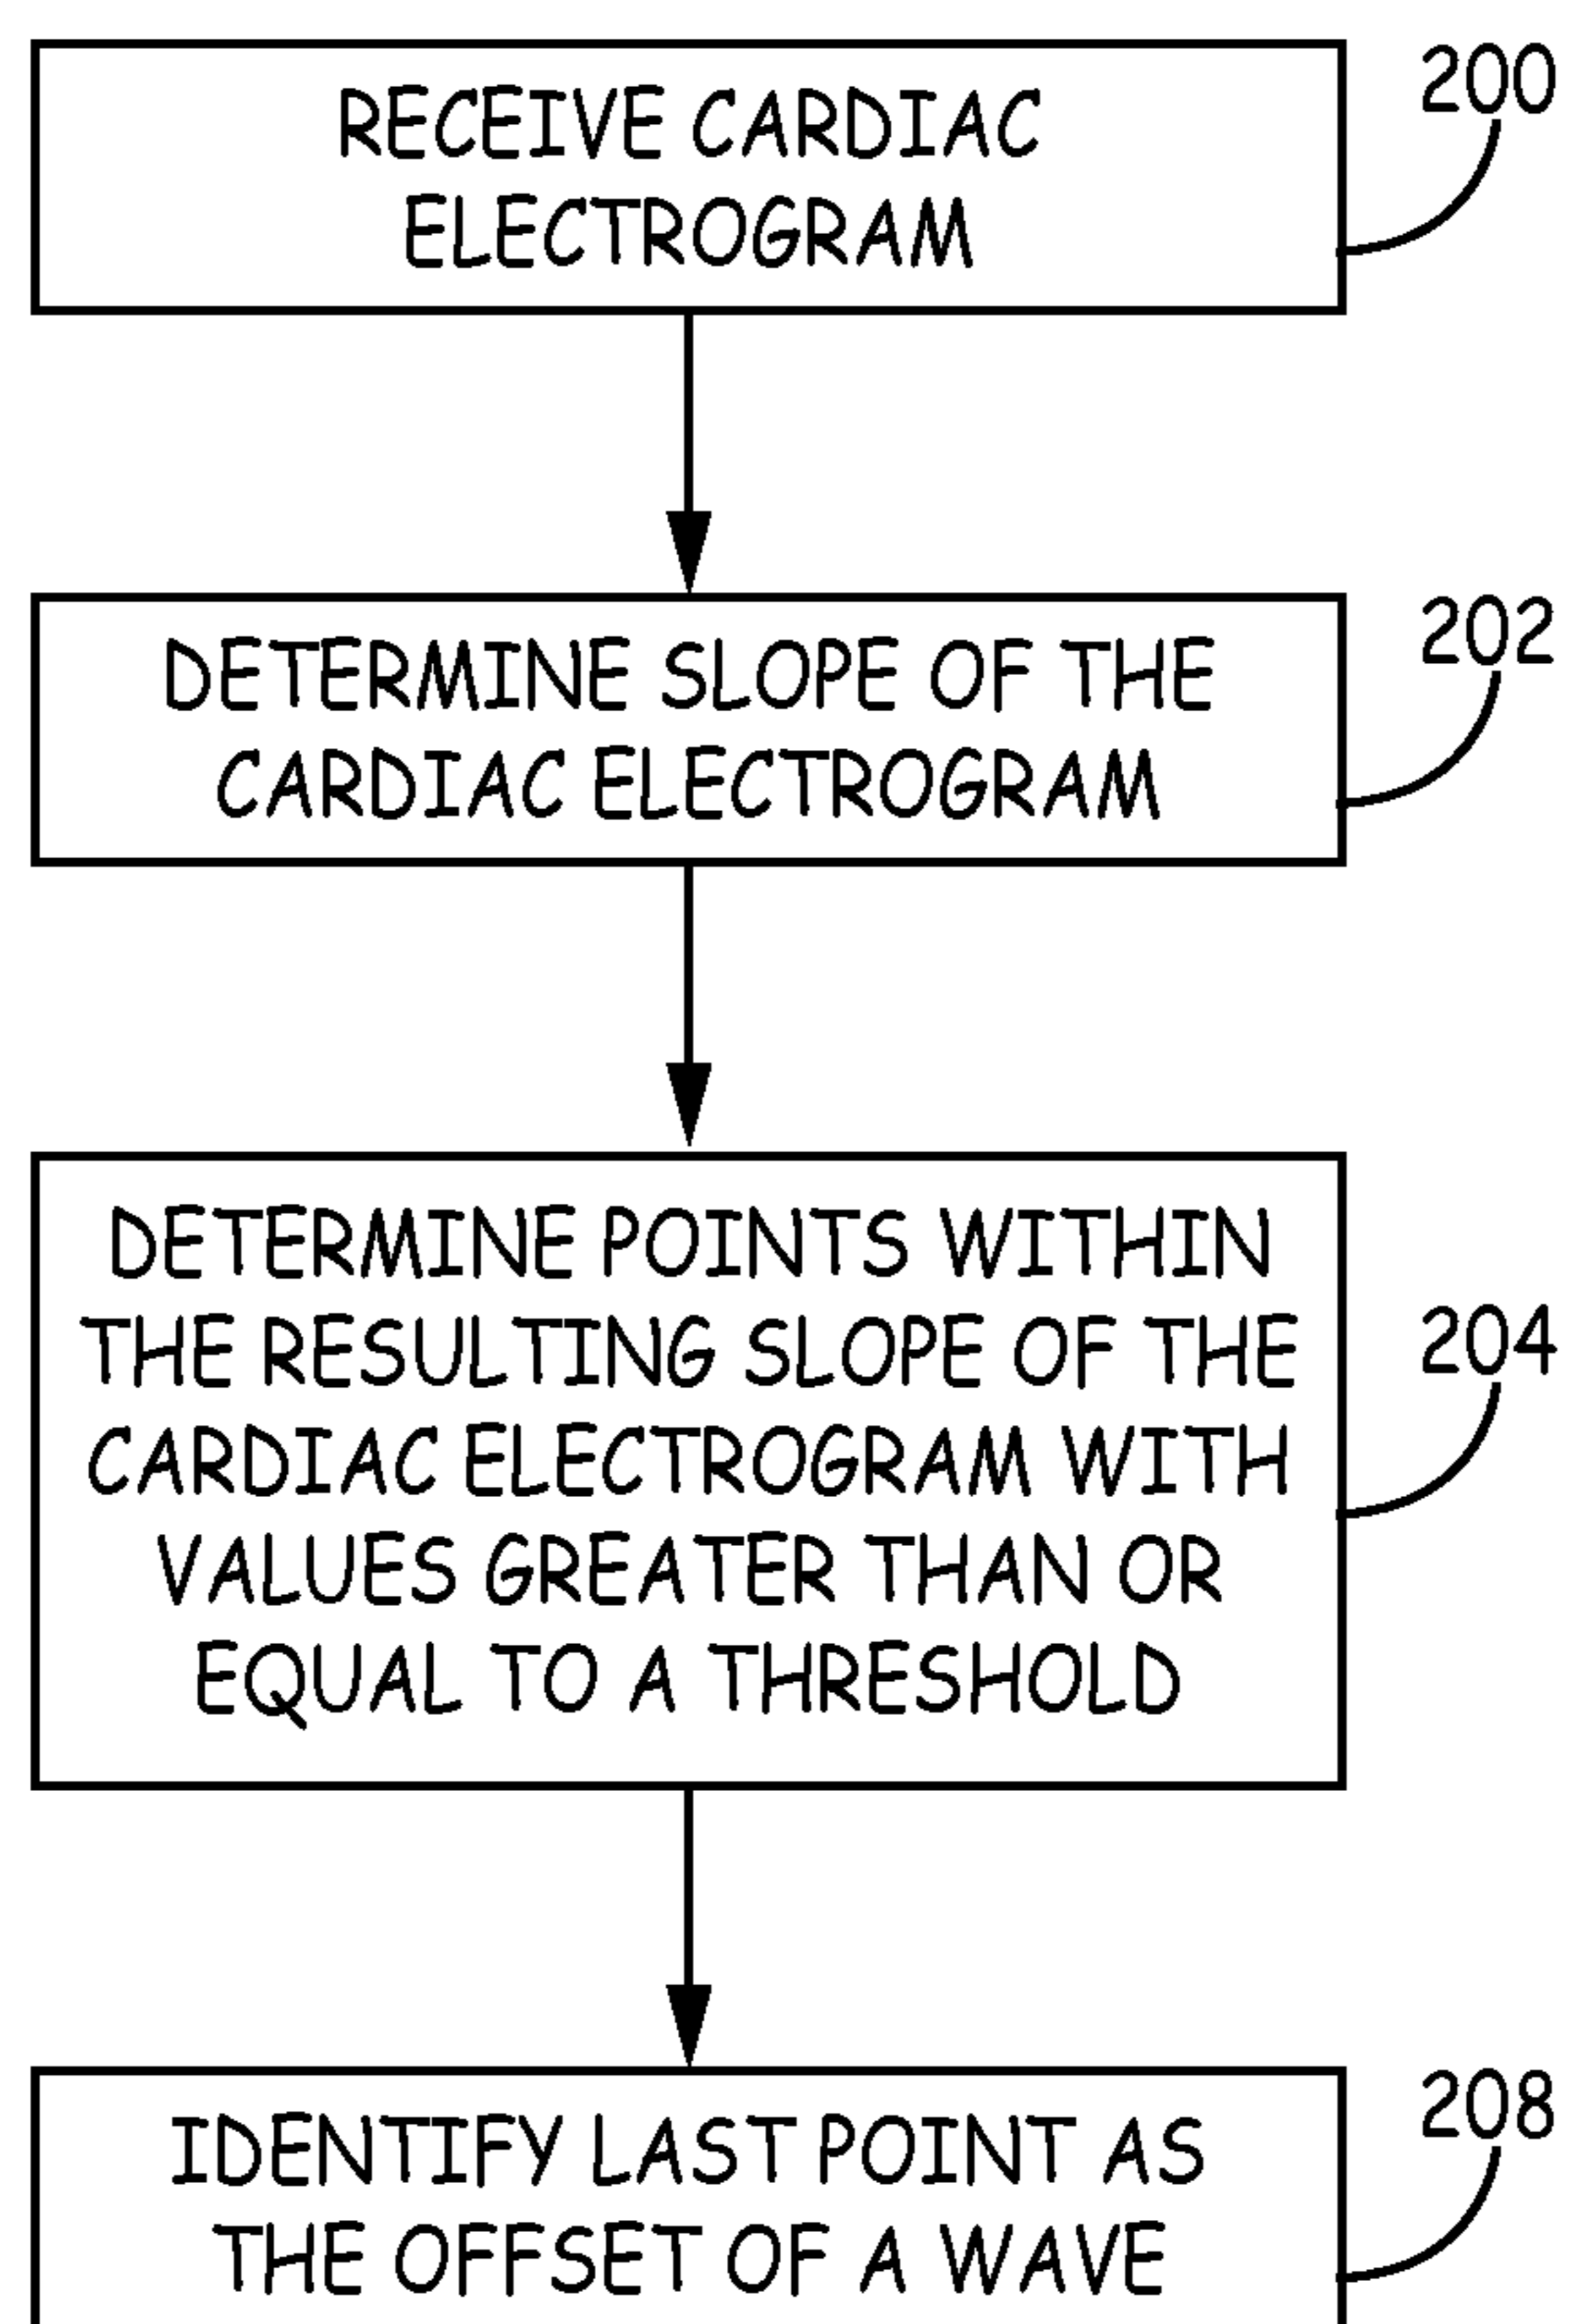 RECEIVE CARDIAC
ELECTROGRAM
200
DETERMINE SLOPE OF THE
CARDIAC ELECTROGRAM
202
DETERMINE POINTS WITHIN
THE RESULTING SLOPE OF THE
CARDIAC ELECTROGRAM WITH
VALUES GREATER THAN OR
EQUAL TO A THRESHOLD
204
IDENTIFY LAST POINT AS
THE OFFSET OF A WAVE
208